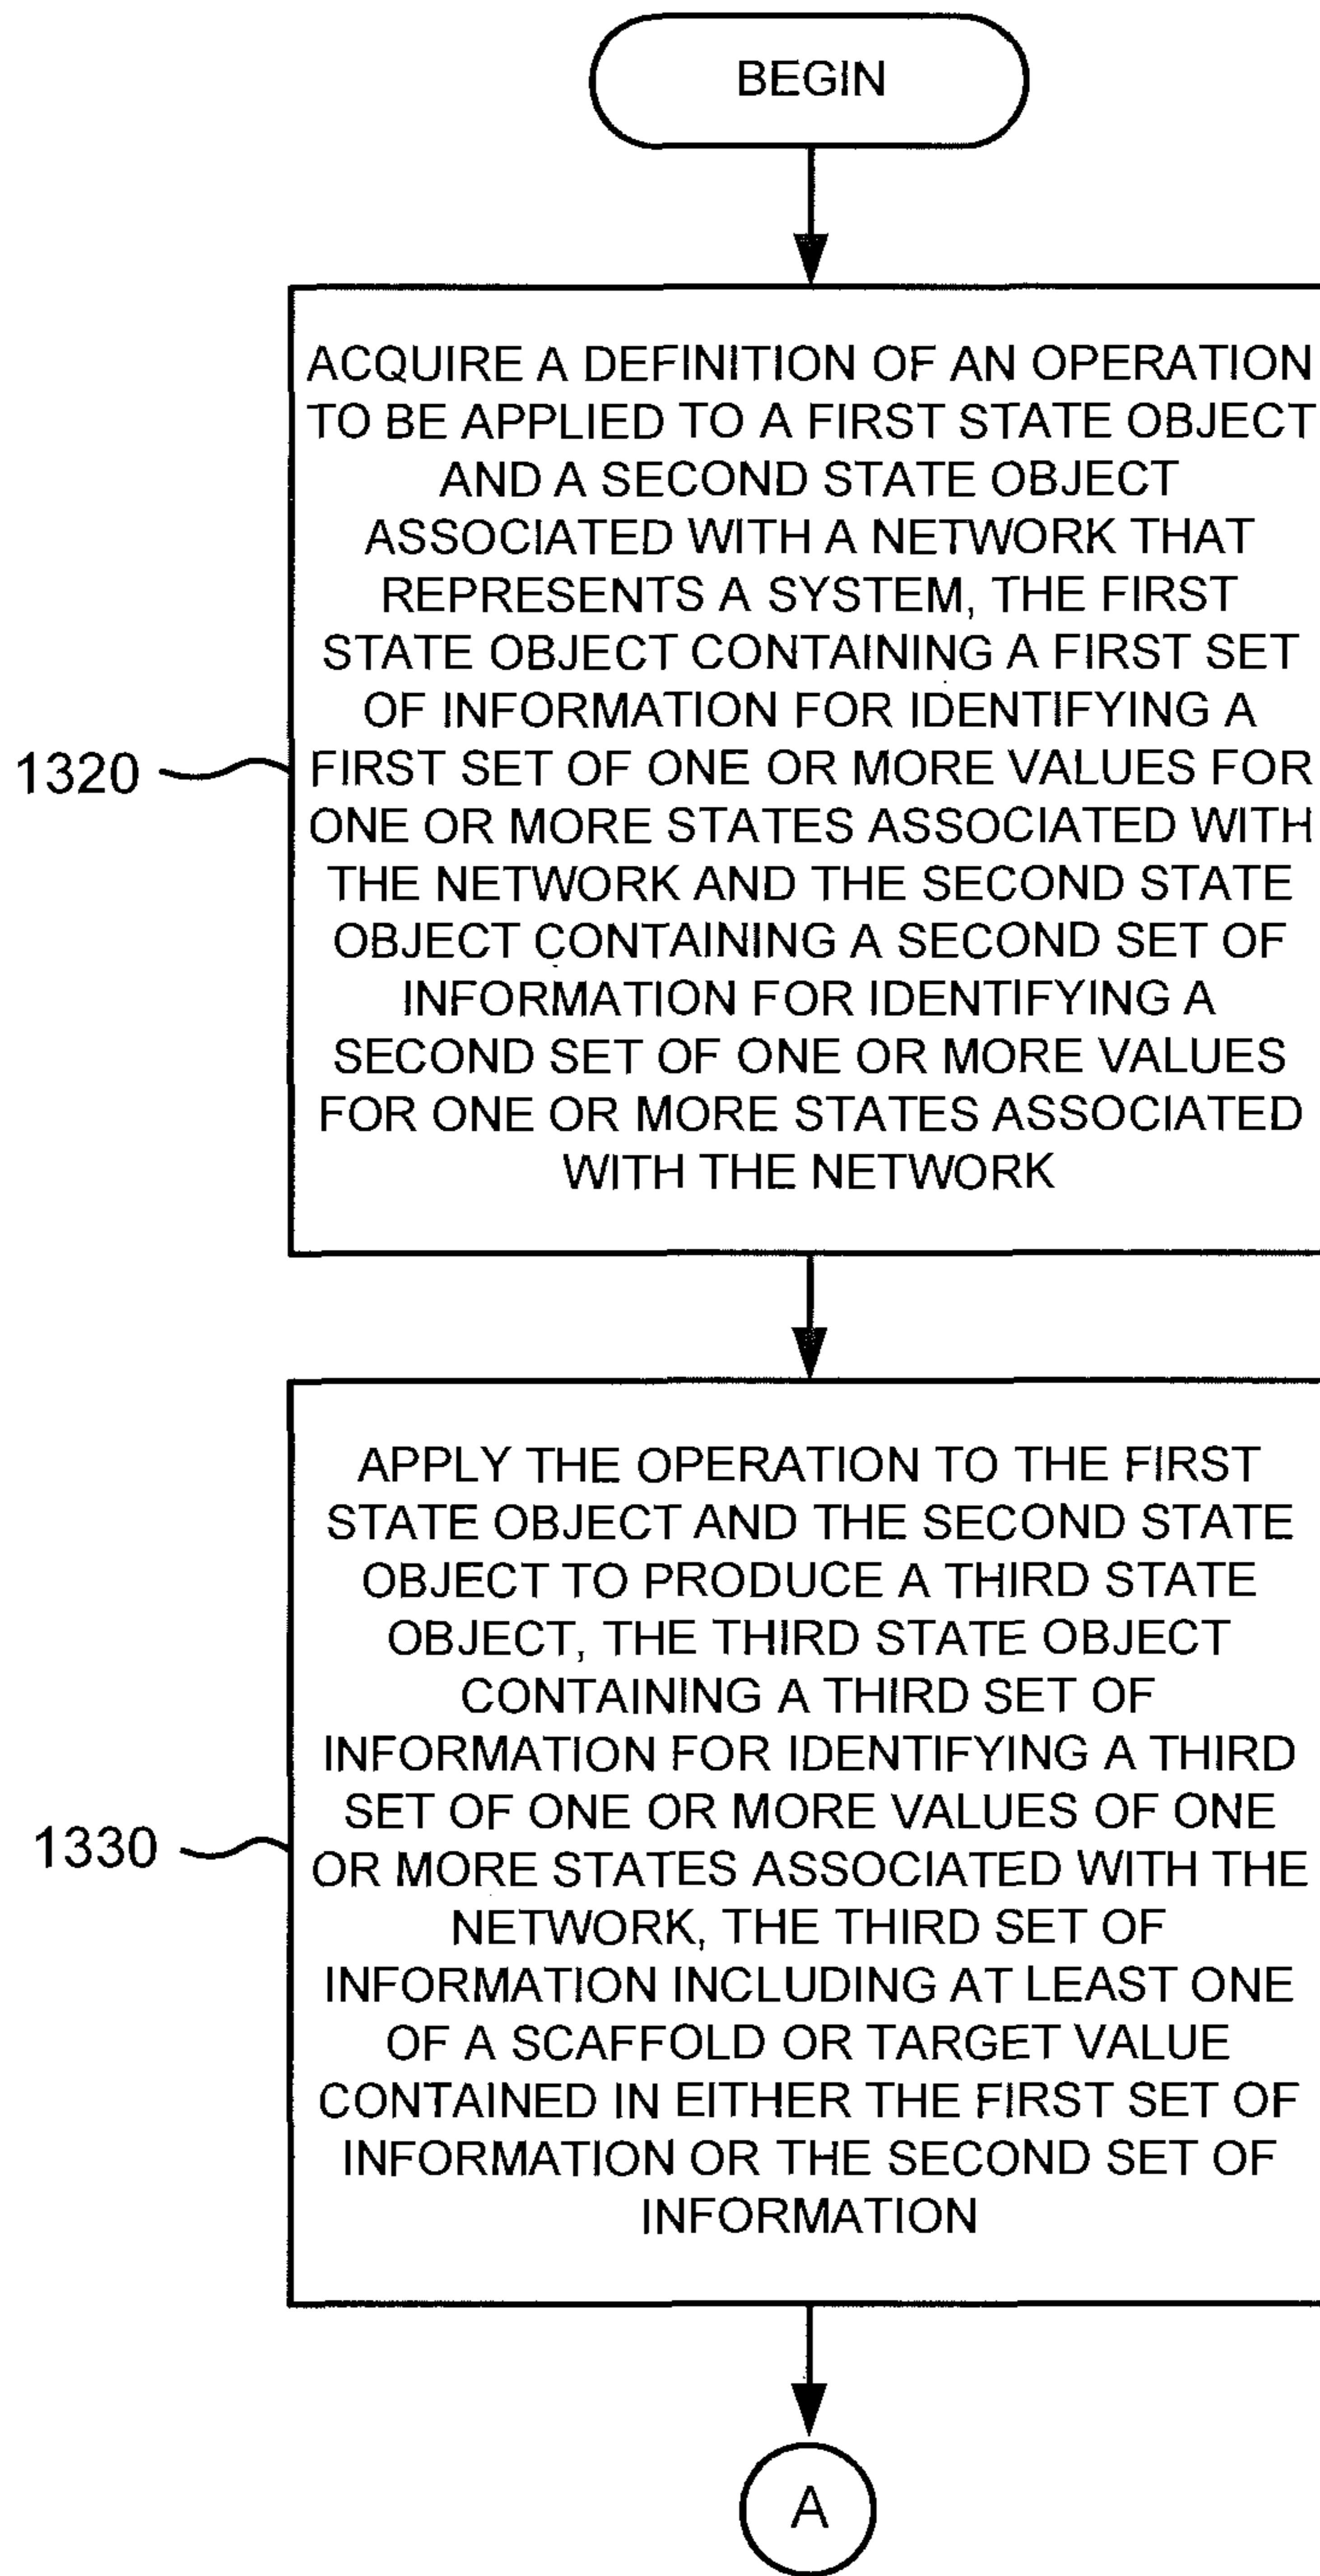 BEGIN
ACQUIRE A DEFINITION OF AN OPERATION
TO BE APPLIED TO A FIRST STATE OBJECT
AND A SECOND STATE OBJECT
ASSOCIATED WITH A NETWORK THAT
REPRESENTS A SYSTEM, THE FIRST
STATE OBJECT CONTAINING A FIRST SET
OF INFORMATION FOR IDENTIFYING A
FIRST SET OF ONE OR MORE VALUES FOR
ONE OR MORE STATES ASSOCIATED WITH
THE NETWORK AND THE SECOND STATE
OBJECT CONTAINING A SECOND SET OF
INFORMATION FOR IDENTIFYING A
SECOND SET OF ONE OR MORE VALUES
FOR ONE OR MORE STATES ASSOCIATED
WITH THE NETWORK
1320
APPLY THE OPERATION TO THE FIRST
STATE OBJECT AND THE SECOND STATE
OBJECT TO PRODUCE A THIRD STATE
OBJECT, THE THIRD STATE OBJECT
CONTAINING A THIRD SET OF
INFORMATION FOR IDENTIFYING A THIRD
SET OF ONE OR MORE VALUES OF ONE
OR MORE STATES ASSOCIATED WITH THE
NETWORK, THE THIRD SET OF
INFORMATION INCLUDING AT LEAST ONE
OF A SCAFFOLD OR TARGET VALUE
CONTAINED IN EITHER THE FIRST SET OF
INFORMATION OR THE SECOND SET OF
INFORMATION
1330
A